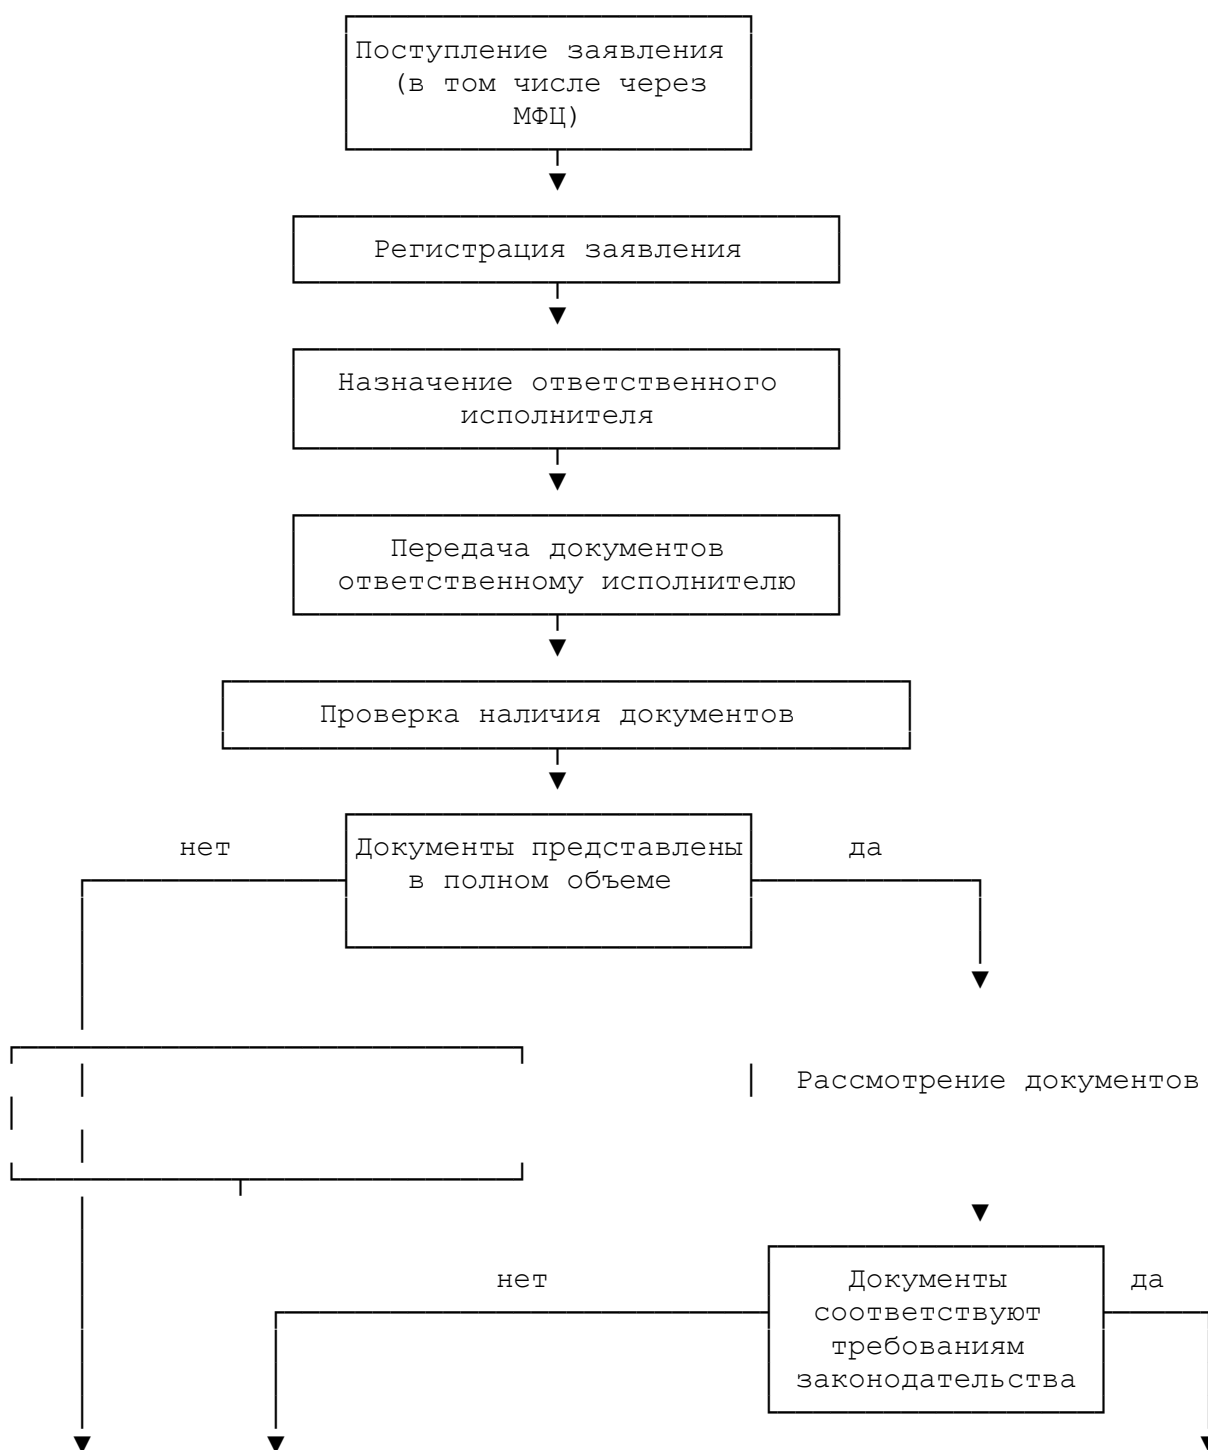 Поступление заявления
(в том числе через
МФЦ)
Регистрация заявления
Назначение ответственного
исполнителя
Передача документов
ответственному исполнителю
Проверка наличия документов
нет
Документы представлены
в полном объеме
да
Рассмотрение документов
нет
Документы
соответствуют
требованиям
законодательства
да